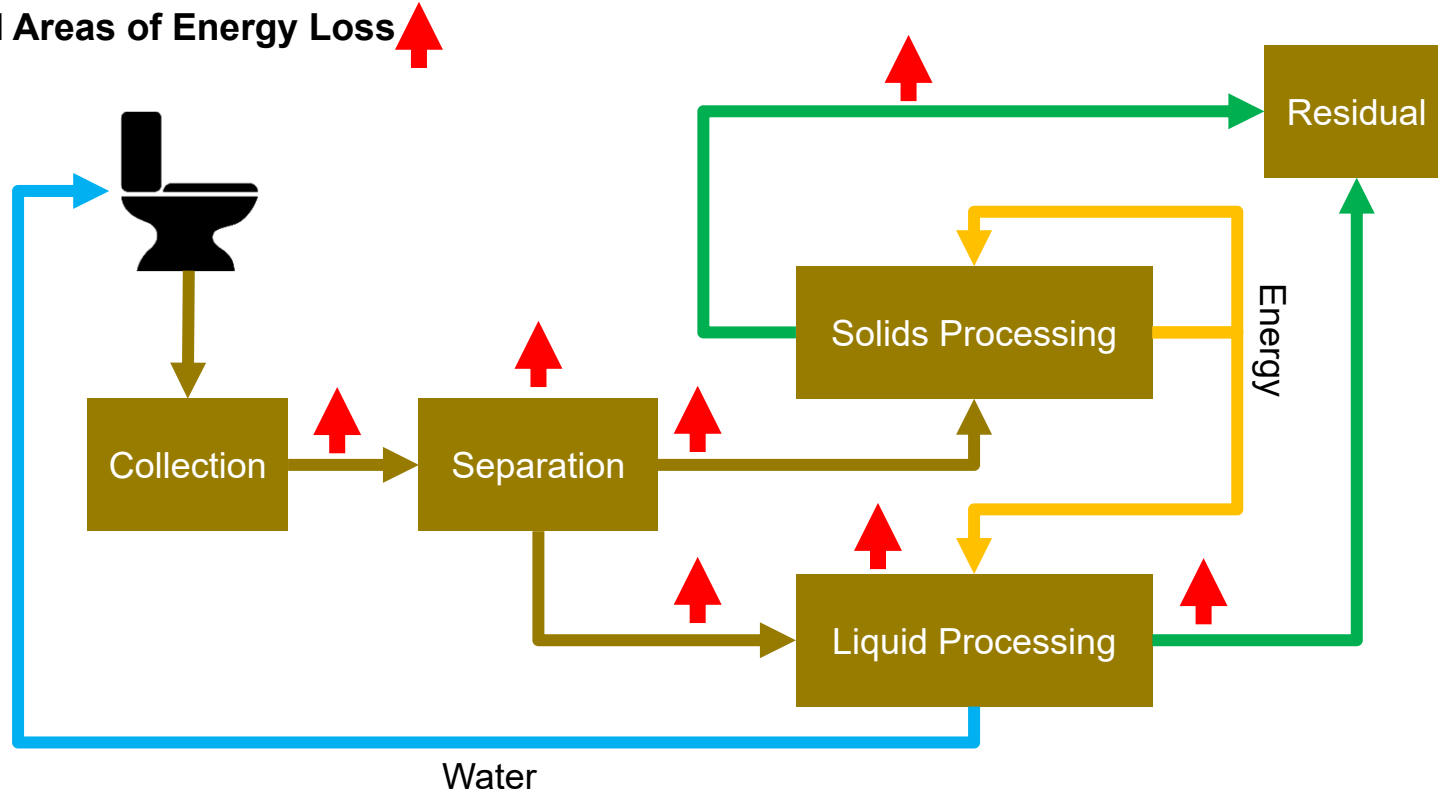 Areas of Energy Loss
Residual
Solids Processing
Energy
Collection
Separation
Liquid Processing
Water